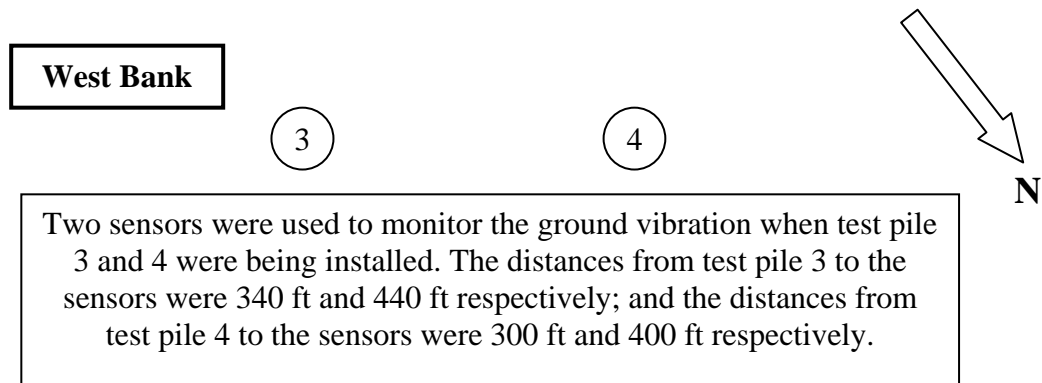 West Bank
3 4
N
Two sensors were used to monitor the ground vibration when test pile
3 and 4 were being installed. The distances from test pile 3 to the
sensors were 340 ft and 440 ft respectively; and the distances from
test pile 4 to the sensors were 300 ft and 400 ft respectively.